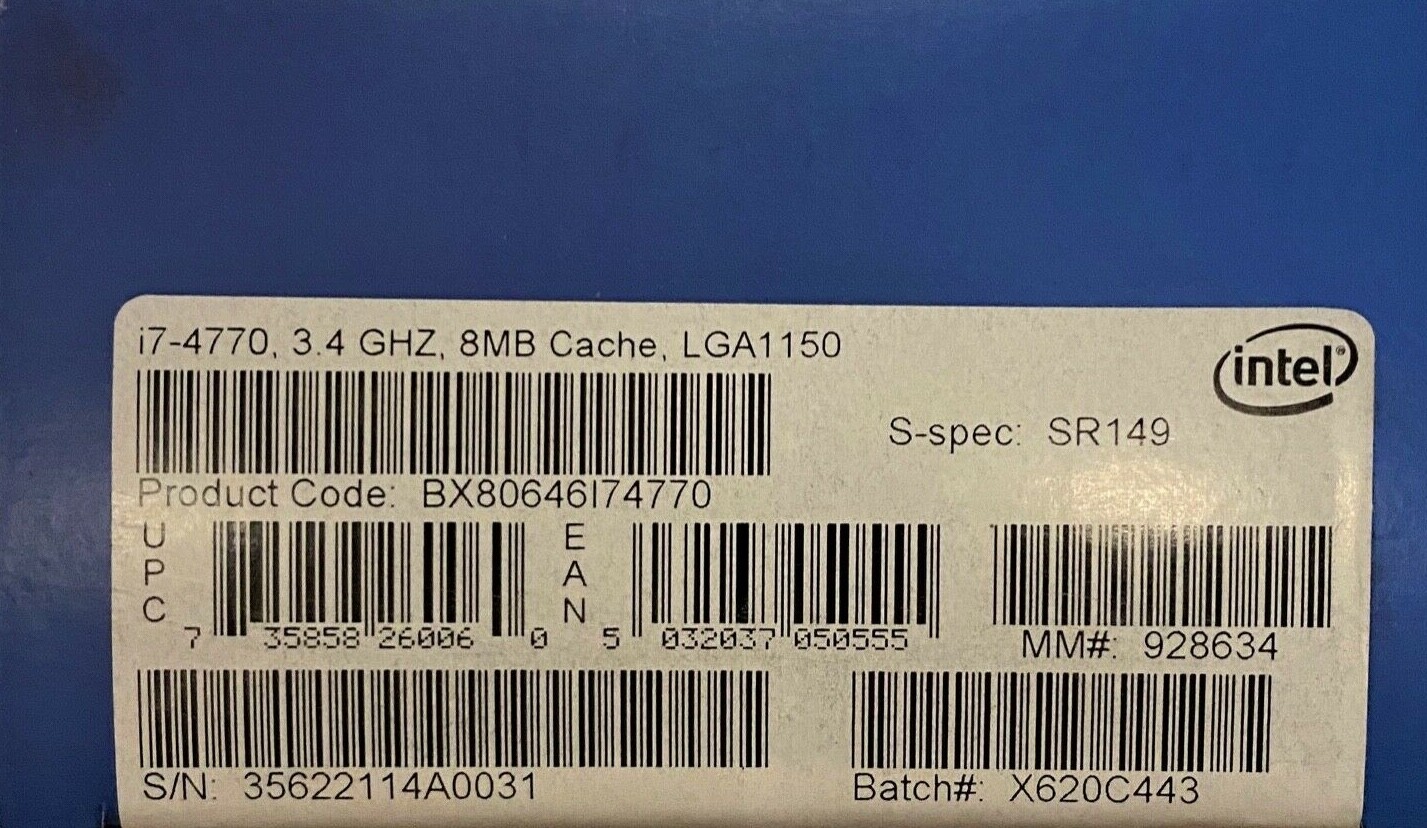 i7-4770, 3.4 GHZ, 8MB Cache, LGA1150
intel®
S-spec: SR149
Product Code: BX80646I74770
UPC
7 35858 26006 0
EAN
5 032037 050555
MM#: 928634
S/N: 35622114A0031
Batch#: X620C443